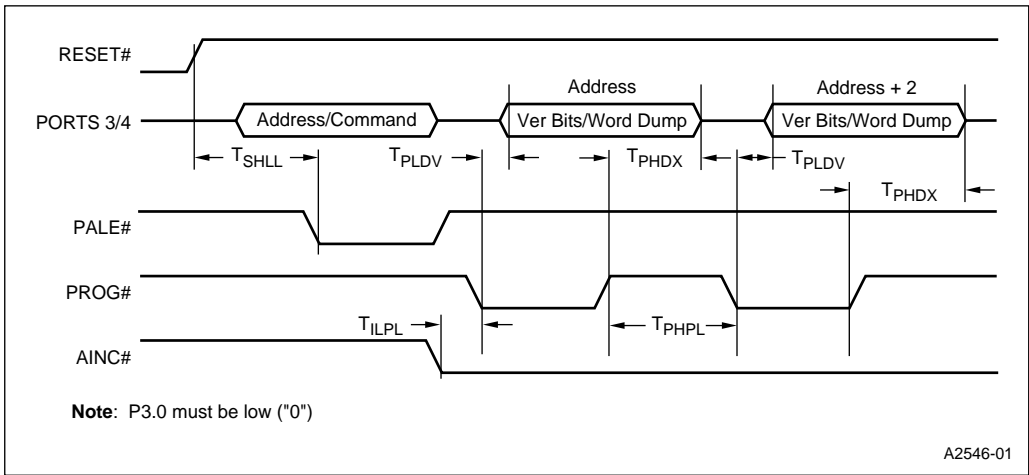 RESET#
Address
Address + 2
PORTS 3/4
Address/Command
Ver Bits/Word Dump
Ver Bits/Word Dump
TSHLL
TPLDV
TPHDX
TPLDV
TPHDX
PALE#
PROG#
TILPL
TPHPL
AINC#
Note: P3.0 must be low ("0")
A2546-01